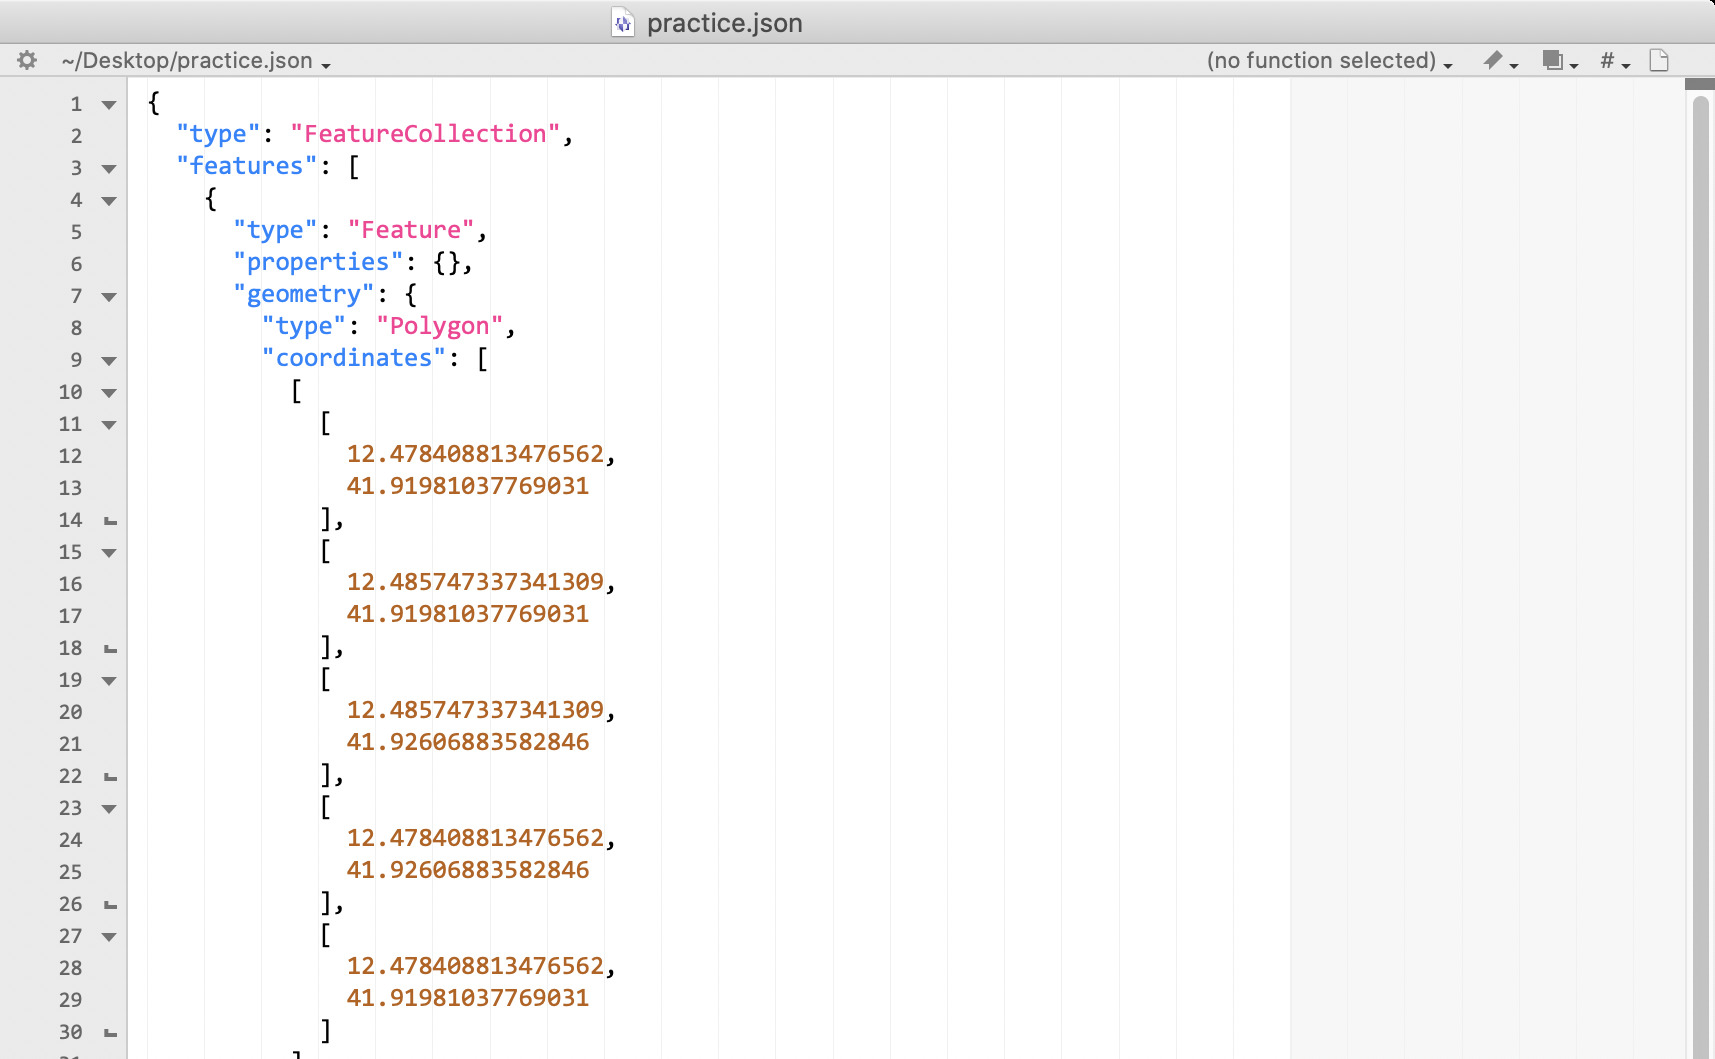 practice.json
~/Desktop/practice.json (no function selected) #
1 {
2 "type": "FeatureCollection",
3 "features": [
4 {
5 "type": "Feature",
6 "properties": {},
7 "geometry": {
8 "type": "Polygon",
9 "coordinates": [
10 [
11 [
12 12.478408813476562,
13 41.91981037769031
14 ],
15 [
16 12.485747337341309,
17 41.91981037769031
18 ],
19 [
20 12.485747337341309,
21 41.92606883582846
22 ],
23 [
24 12.478408813476562,
25 41.92606883582846
26 ],
27 [
28 12.478408813476562,
29 41.91981037769031
30 ]